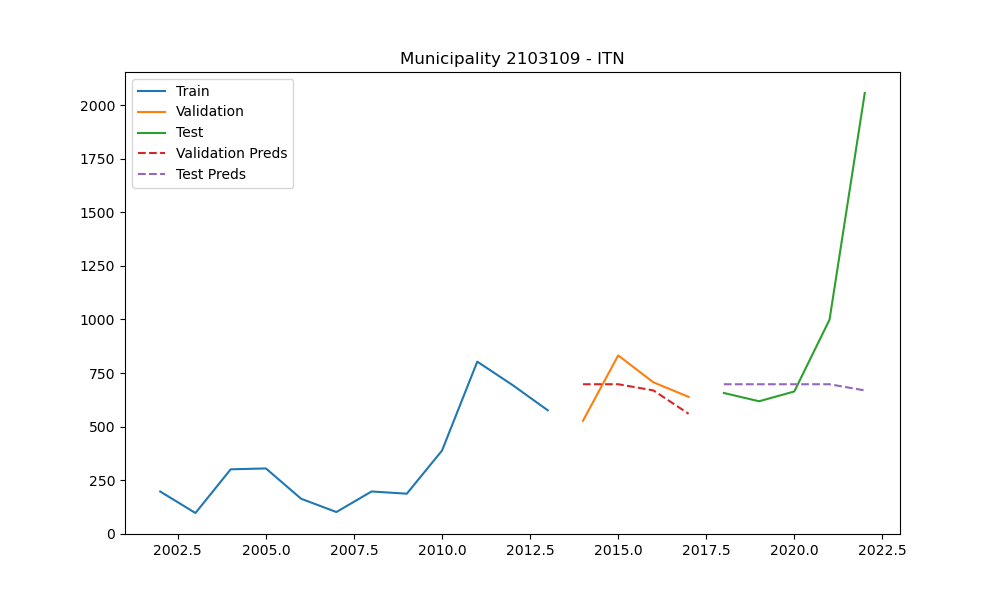 Municipality 2103109 - ITN
Train
Validation
Test
Validation Preds
Test Preds
2000
1750
1500
1250
1000
750
500
250
0
2002.5 2005.0 2007.5 2010.0 2012.5 2015.0 2017.5 2020.0 2022.5